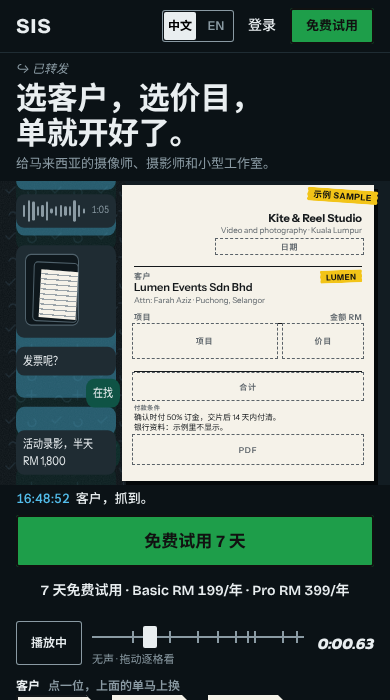 SIS
中文
EN
登录
免费试用
↪ 已转发
选客户，选价目，
单就开好了。
给马来西亚的摄像师、摄影师和小型工作室。
1:05
发票呢?
在找
活动录影，半天
RM 1,800
示例 SAMPLE
Kite & Reel Studio
Video and photography · Kuala Lumpur
日期
客户
LUMEN
Lumen Events Sdn Bhd
Attn: Farah Aziz · Puchong, Selangor
项目
金额 RM
项目
价目
合计
付款条件
确认时付 50% 订金，交片后 14 天内付清。
银行资料：示例里不显示。
PDF
16:48:52 客户，抓到。
免费试用 7 天
7 天免费试用 · Basic RM 199/年 · Pro RM 399/年
播放中
0:00.63
无声 · 拖动逐格看
客户 点一位，上面的单马上换